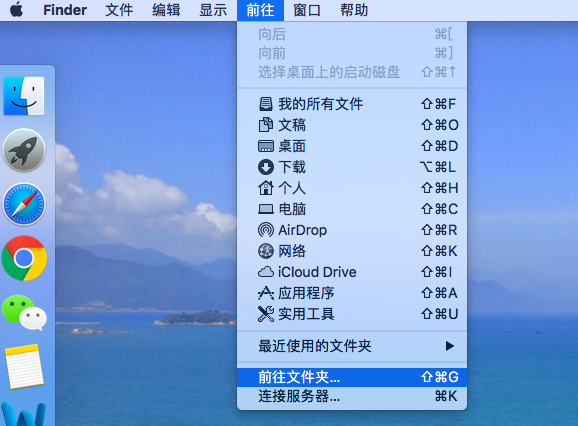 Finder 文件 编辑 显示 前往 窗口 帮助
向后 ⌘[
向前 ⌘]
选择桌面上的启动磁盘 ⇧⌘↑
我的所有文件 ⇧⌘F
文稿 ⇧⌘O
桌面 ⇧⌘D
下载 ⌥⌘L
个人 ⇧⌘H
电脑 ⇧⌘C
AirDrop ⇧⌘R
网络 ⇧⌘K
iCloud Drive ⇧⌘I
应用程序 ⇧⌘A
实用工具 ⇧⌘U
最近使用的文件夹 ▶
前往文件夹... ⇧⌘G
连接服务器... ⌘K